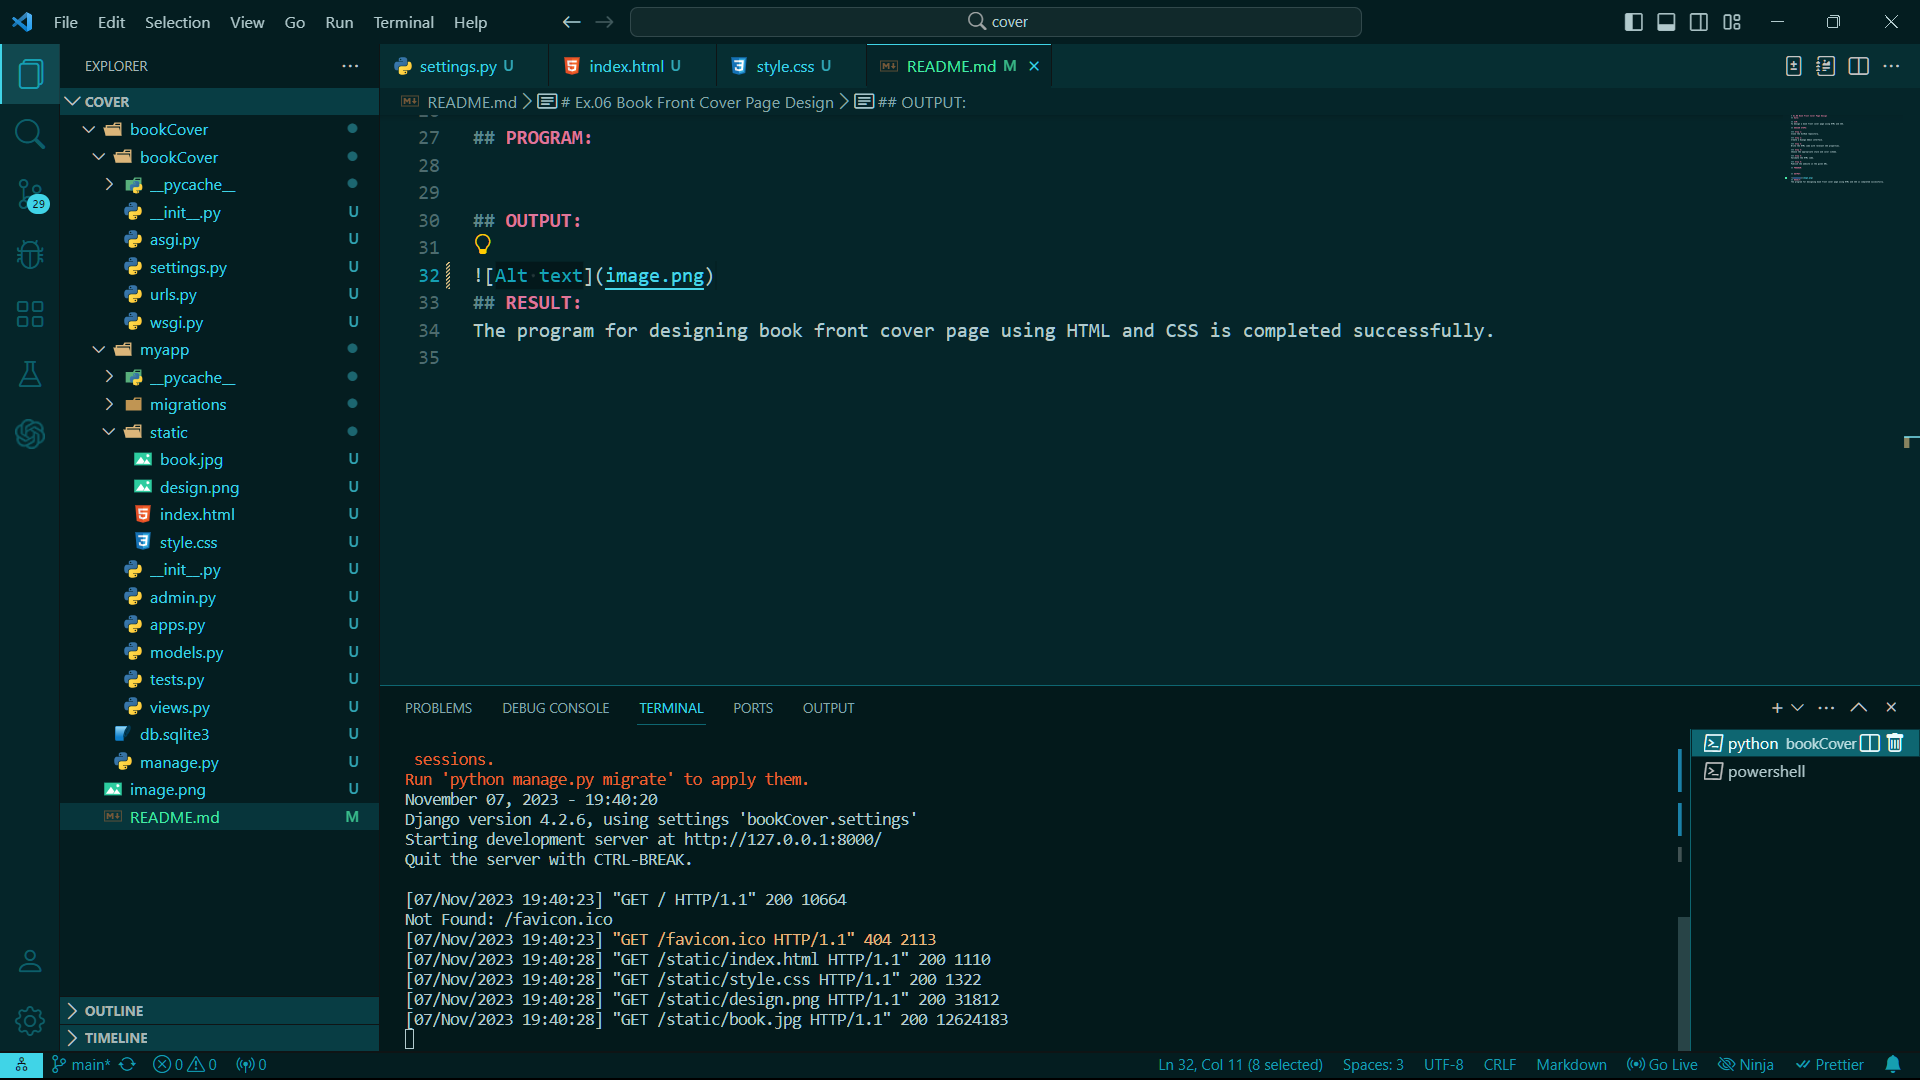 File Edit Selection View Go Run Terminal Help
cover
EXPLORER
COVER
bookCover
bookCover
__pycache__
__init__.py U
asgi.py U
settings.py U
urls.py U
wsgi.py U
myapp
__pycache__
migrations
static
book.jpg U
design.png U
index.html U
style.css U
__init__.py U
admin.py U
apps.py U
models.py U
tests.py U
views.py U
db.sqlite3 U
manage.py U
image.png U
README.md M
OUTLINE
TIMELINE
29
settings.py U index.html U style.css U README.md M
README.md # Ex.06 Book Front Cover Page Design ## OUTPUT:
27 ## PROGRAM:
28
29
30 ## OUTPUT:
31
32 ![Alt text](image.png)
33 ## RESULT:
34 The program for designing book front cover page using HTML and CSS is completed successfully.
35
PROBLEMS DEBUG CONSOLE TERMINAL PORTS OUTPUT
sessions.
Run 'python manage.py migrate' to apply them.
November 07, 2023 - 19:40:20
Django version 4.2.6, using settings 'bookCover.settings'
Starting development server at http://127.0.0.1:8000/
Quit the server with CTRL-BREAK.
[07/Nov/2023 19:40:23] "GET / HTTP/1.1" 200 10664
Not Found: /favicon.ico
[07/Nov/2023 19:40:23] "GET /favicon.ico HTTP/1.1" 404 2113
[07/Nov/2023 19:40:28] "GET /static/index.html HTTP/1.1" 200 1110
[07/Nov/2023 19:40:28] "GET /static/style.css HTTP/1.1" 200 1322
[07/Nov/2023 19:40:28] "GET /static/design.png HTTP/1.1" 200 31812
[07/Nov/2023 19:40:28] "GET /static/book.jpg HTTP/1.1" 200 12624183
python bookCover
powershell
main* 0 0 0
Ln 32, Col 11 (8 selected) Spaces: 3 UTF-8 CRLF Markdown Go Live Ninja Prettier